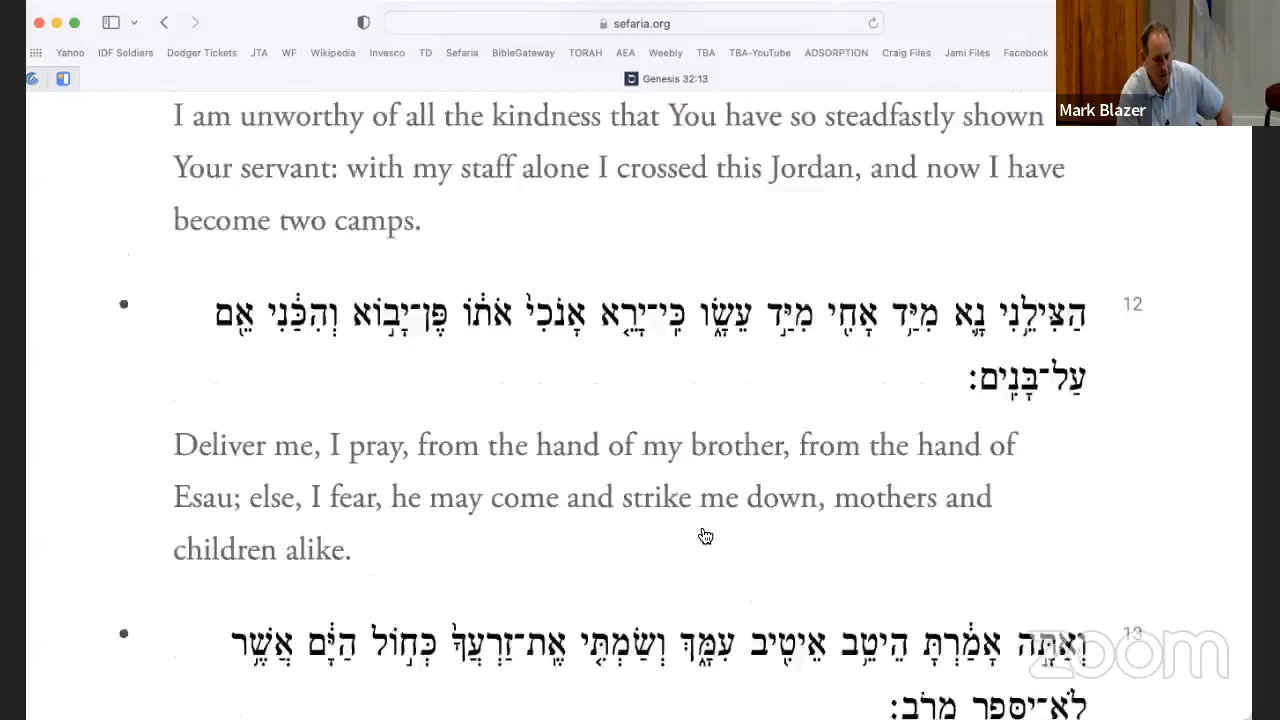 sefaria.org
Yahoo IDF Soldiers Dodger Tickets JTA WF Wikipedia Invesco TD Sefaria BibleGateway TORAH AEA Weebly TBA TBA-YouTube ADSORPTION Craig Files Jami Files Facebook
Genesis 32:13
Mark Blazer
I am unworthy of all the kindness that You have so steadfastly shown
Your servant: with my staff alone I crossed this Jordan, and now I have
become two camps.
12
הַצִּילֵ֥נִי נָ֛א מִיַּ֥ד אָחִ֖י מִיַּ֣ד עֵשָׂ֑ו כִּֽי־יָרֵ֤א אָנֹכִי֙ אֹת֔וֹ פֶּן־יָב֣וֹא וְהִכַּ֔נִי אֵ֖ם
עַל־בָּנִֽים׃
Deliver me, I pray, from the hand of my brother, from the hand of
Esau; else, I fear, he may come and strike me down, mothers and
children alike.
13
וְאַתָּ֣ה אָמַ֔רְתָּ הֵיטֵ֥ב אֵיטִ֖יב עִמָּ֑ךְ וְשַׂמְתִּ֤י אֶֽת־זַרְעֲךָ֙ כְּח֣וֹל הַיָּ֔ם אֲשֶׁ֥ר
לֹא־יִסָּפֵ֖ר מֵרֹֽב׃
zoom